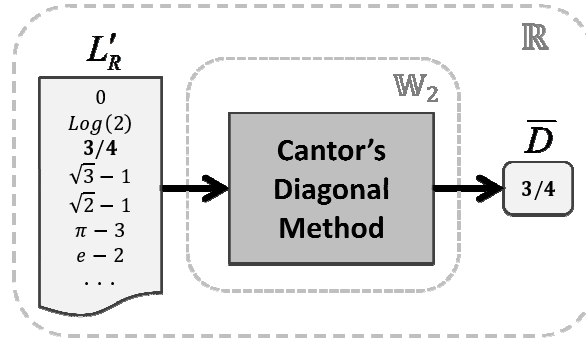 ℝ
L'_R
0
Log(2)
3/4
√3 − 1
√2 − 1
π − 3
e − 2
. . .
𝕎₂
Cantor's
Diagonal
Method
D̅
3/4